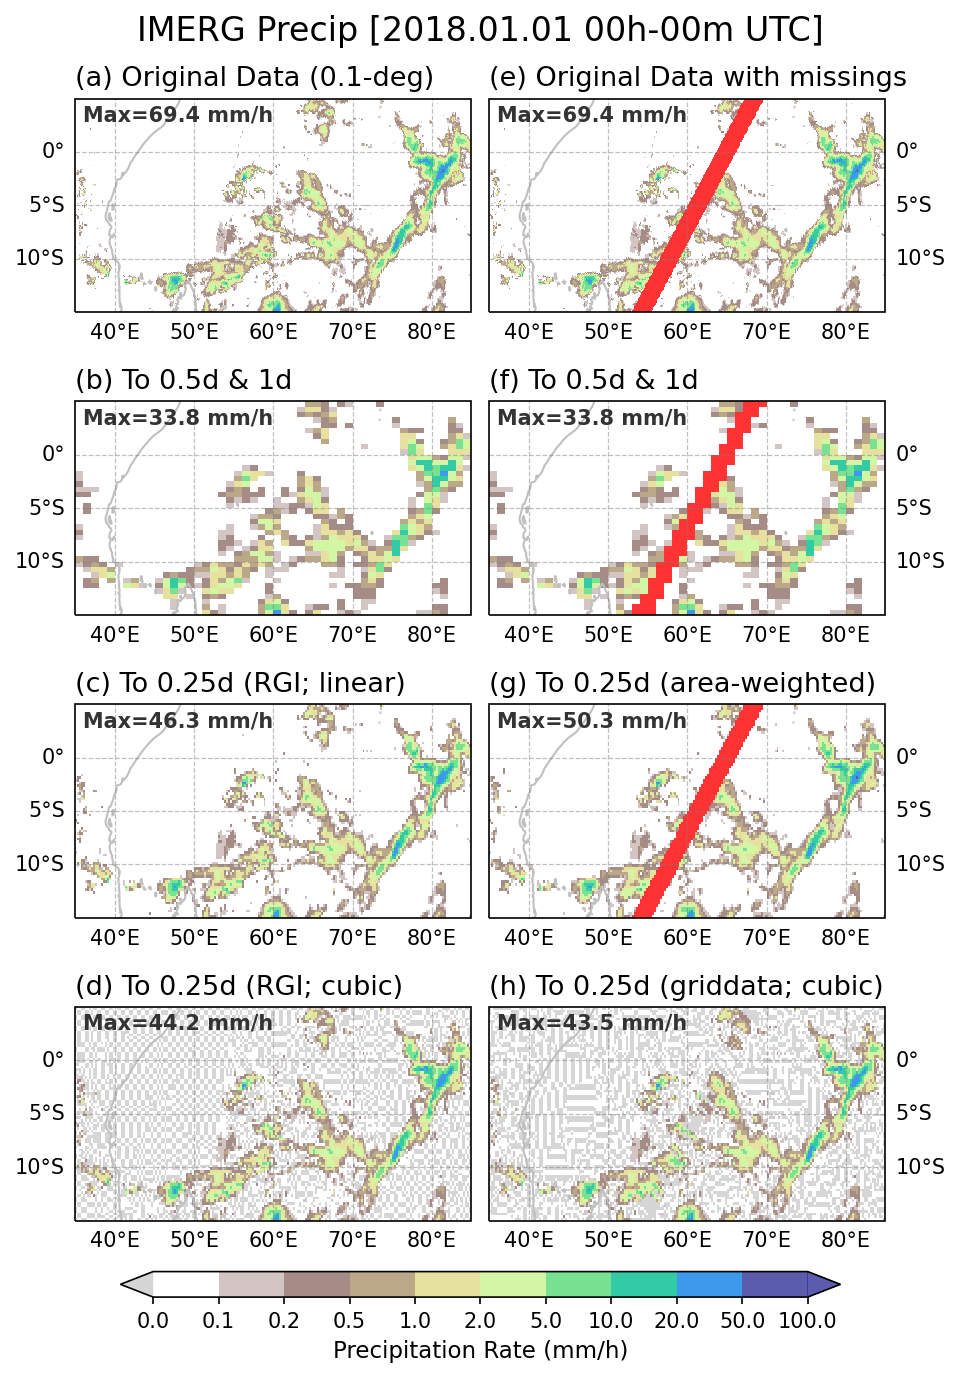 IMERG Precip [2018.01.01 00h-00m UTC]
(a) Original Data (0.1-deg)
Max=69.4 mm/h
0°
5°S
10°S
40°E 50°E 60°E 70°E 80°E
(e) Original Data with missings
Max=69.4 mm/h
0°
5°S
10°S
40°E 50°E 60°E 70°E 80°E
(b) To 0.5d & 1d
Max=33.8 mm/h
0°
5°S
10°S
40°E 50°E 60°E 70°E 80°E
(f) To 0.5d & 1d
Max=33.8 mm/h
0°
5°S
10°S
40°E 50°E 60°E 70°E 80°E
(c) To 0.25d (RGI; linear)
Max=46.3 mm/h
0°
5°S
10°S
40°E 50°E 60°E 70°E 80°E
(g) To 0.25d (area-weighted)
Max=50.3 mm/h
0°
5°S
10°S
40°E 50°E 60°E 70°E 80°E
(d) To 0.25d (RGI; cubic)
Max=44.2 mm/h
0°
5°S
10°S
40°E 50°E 60°E 70°E 80°E
(h) To 0.25d (griddata; cubic)
Max=43.5 mm/h
0°
5°S
10°S
40°E 50°E 60°E 70°E 80°E
0.0 0.1 0.2 0.5 1.0 2.0 5.0 10.0 20.0 50.0 100.0
Precipitation Rate (mm/h)